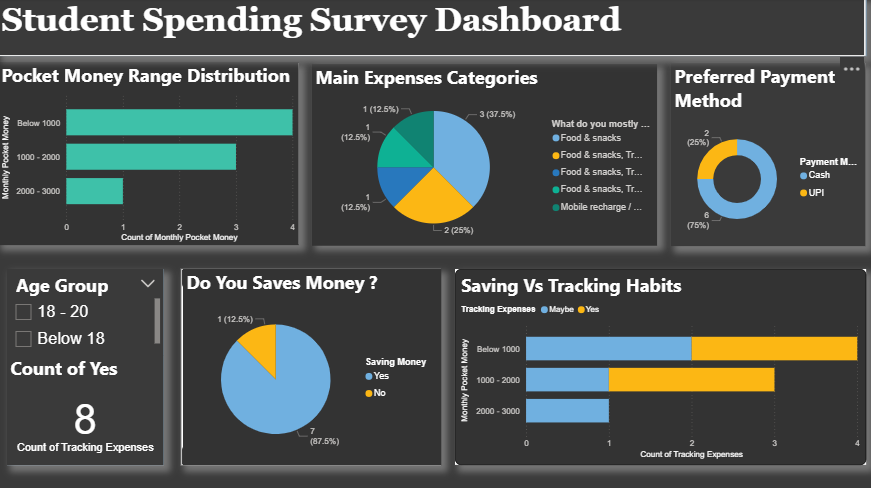 Student Spending Survey Dashboard
Pocket Money Range Distribution
Monthly Pocket Money
Below 1000
1000 - 2000
2000 - 3000
0 1 2 3 4
Count of Monthly Pocket Money
Main Expenses Categories
1 (12.5%)
3 (37.5%)
1
(12.5%)
1
(12.5%)
2 (25%)
What do you mostly ...
Food & snacks
Food & snacks, Tr...
Food & snacks, Tr...
Food & snacks, Tr...
Mobile recharge / ...
Preferred Payment
Method
2
(25%)
6
(75%)
Payment M...
Cash
UPI
Age Group
18 - 20
Below 18
Count of Yes
8
Count of Tracking Expenses
Do You Saves Money ?
1 (12.5%)
7
(87.5%)
Saving Money
Yes
No
Saving Vs Tracking Habits
Tracking Expenses Maybe Yes
Monthly Pocket Money
Below 1000
1000 - 2000
2000 - 3000
0 1 2 3 4
Count of Tracking Expenses